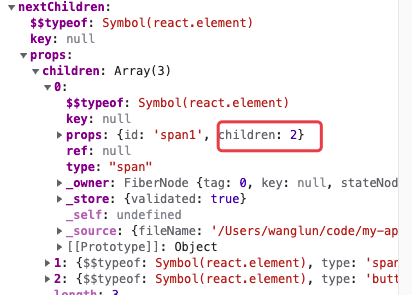 ▼ nextChildren:
$$typeof: Symbol(react.element)
key: null
▼ props:
▼ children: Array(3)
▼ 0:
$$typeof: Symbol(react.element)
key: null
▶ props: {id: 'span1', children: 2}
ref: null
type: "span"
▶ _owner: FiberNode {tag: 0, key: null, stateNod
▶ _store: {validated: true}
_self: undefined
▶ _source: {fileName: '/Users/wanglun/code/my-ap
▶ [[Prototype]]: Object
▶ 1: {$$typeof: Symbol(react.element), type: 'span
▶ 2: {$$typeof: Symbol(react.element), type: 'butt
length: 3